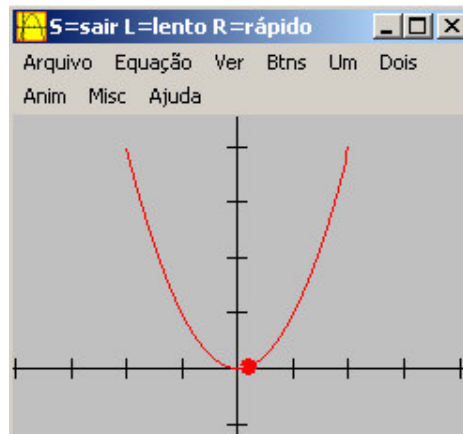 S=sair L=lento R=rápido
Arquivo Equação Ver Btns Um Dois
Anim Misc Ajuda